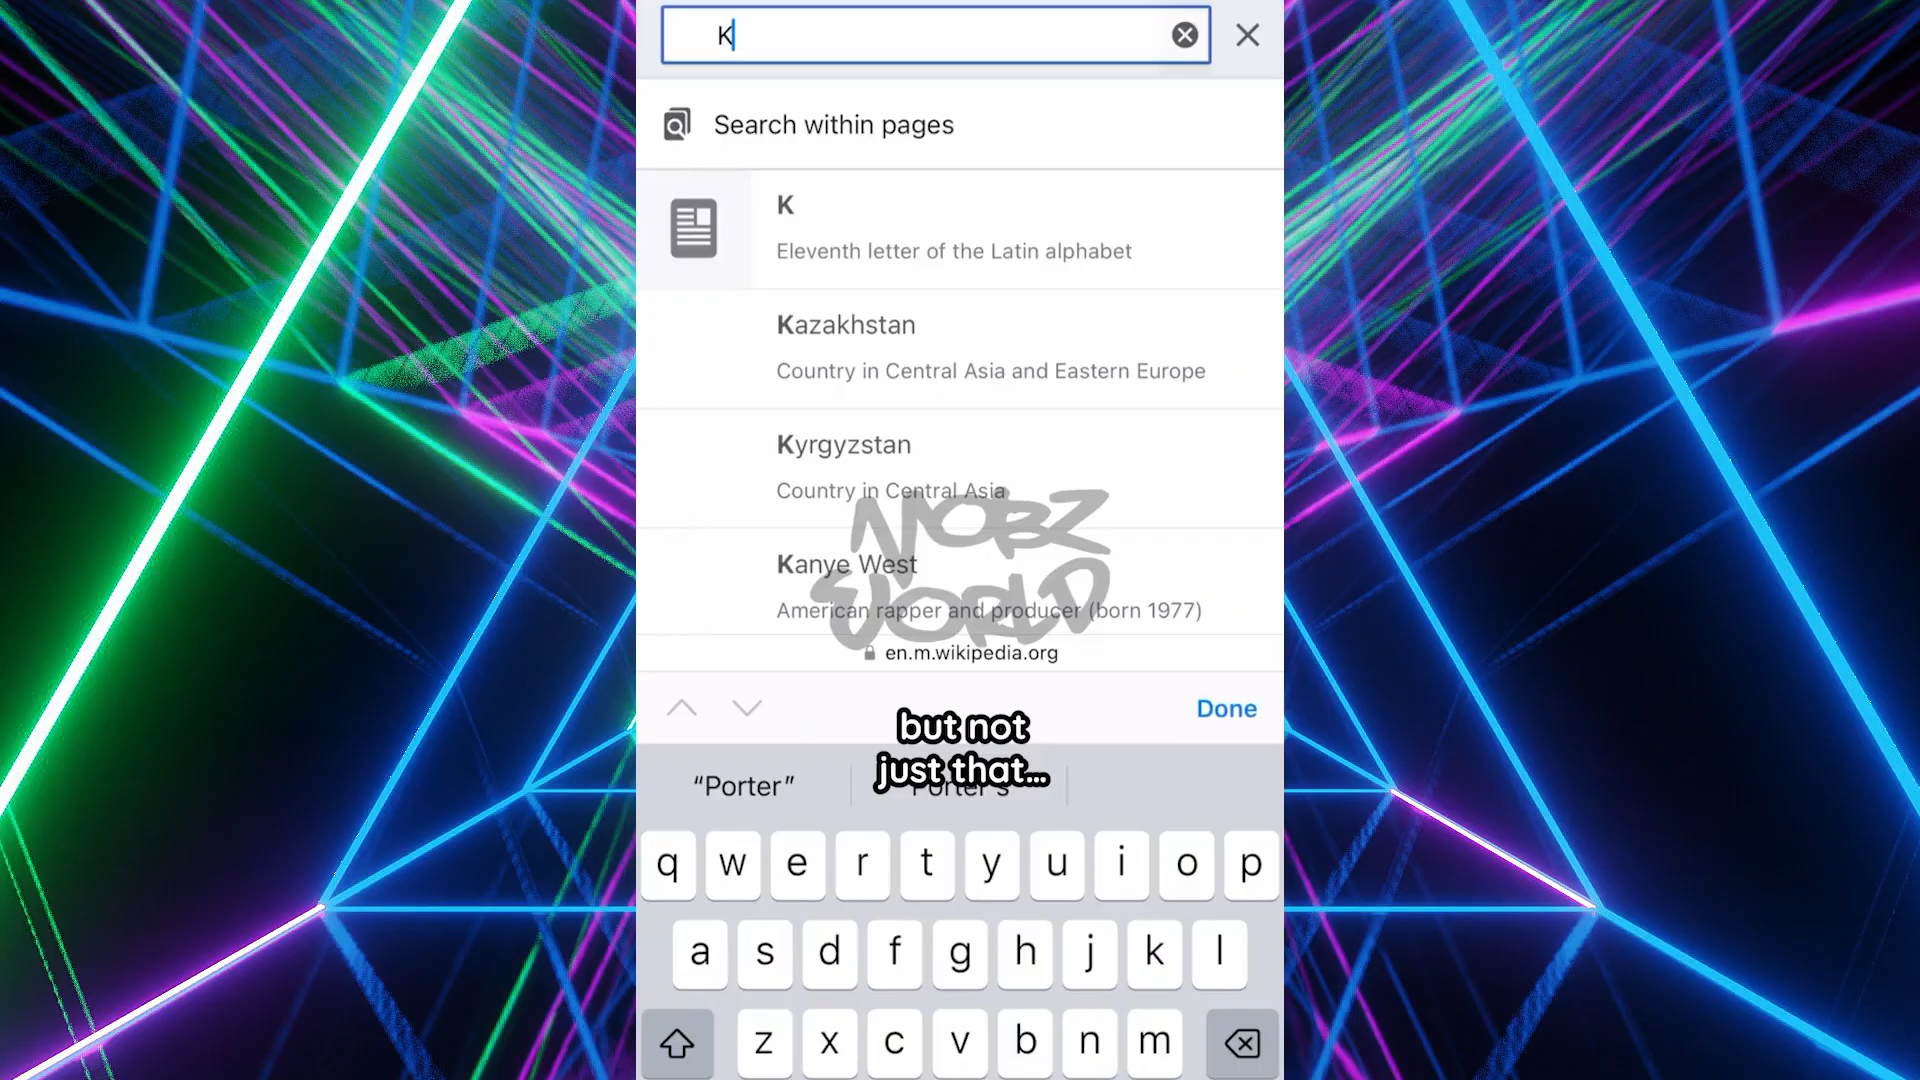 K
Search within pages
K
Eleventh letter of the Latin alphabet
Kazakhstan
Country in Central Asia and Eastern Europe
Kyrgyzstan
Country in Central Asia
NOBZ
WORLD
Kanye West
American rapper and producer (born 1977)
en.m.wikipedia.org
Done
but not
just that...
“Porter” Porter's
q w e r t y u i o p
a s d f g h j k l
z x c v b n m